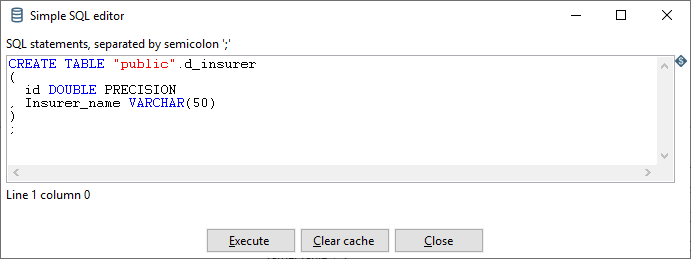 Simple SQL editor
SQL statements, separated by semicolon ';'
CREATE TABLE "public".d_insurer
(
  id DOUBLE PRECISION
, Insurer_name VARCHAR(50)
)
;
Line 1 column 0
Execute Clear cache Close